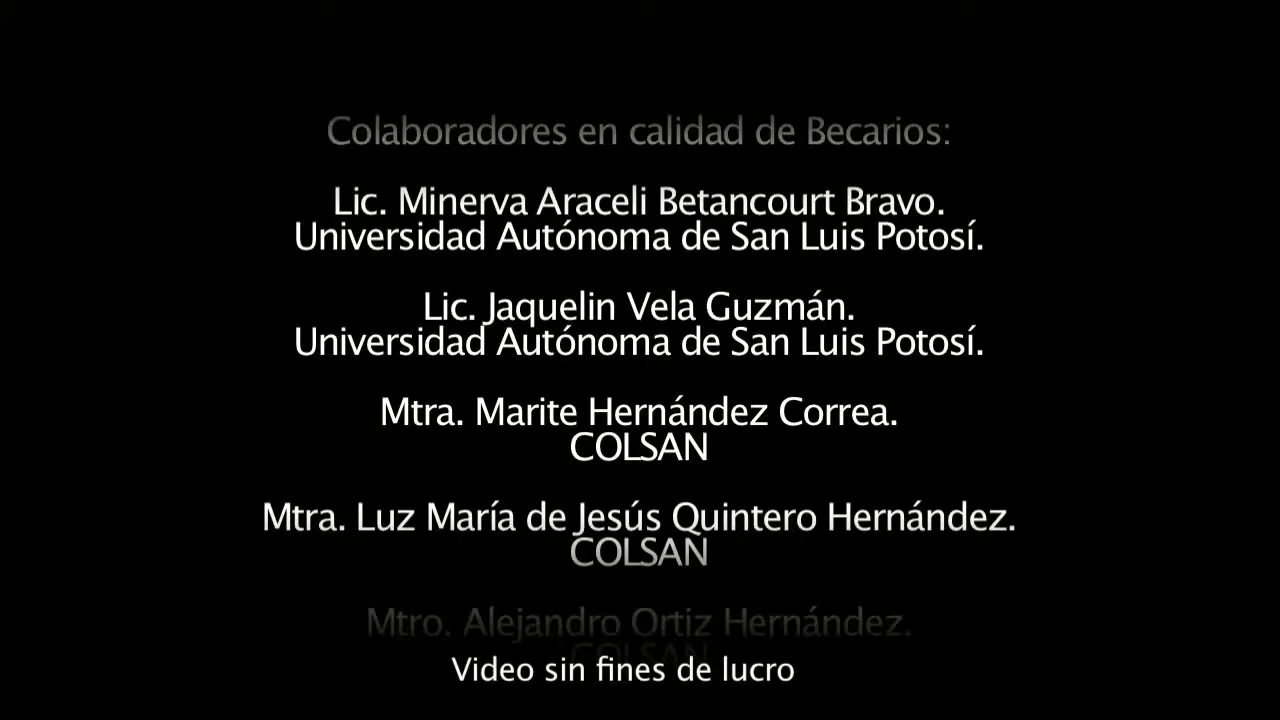 Colaboradores en calidad de Becarios:
Lic. Minerva Araceli Betancourt Bravo.
Universidad Autónoma de San Luis Potosí.
Lic. Jaquelin Vela Guzmán.
Universidad Autónoma de San Luis Potosí.
Mtra. Marite Hernández Correa.
COLSAN
Mtra. Luz María de Jesús Quintero Hernández.
COLSAN
Mtro. Alejandro Ortiz Hernández.
COLSAN
Video sin fines de lucro